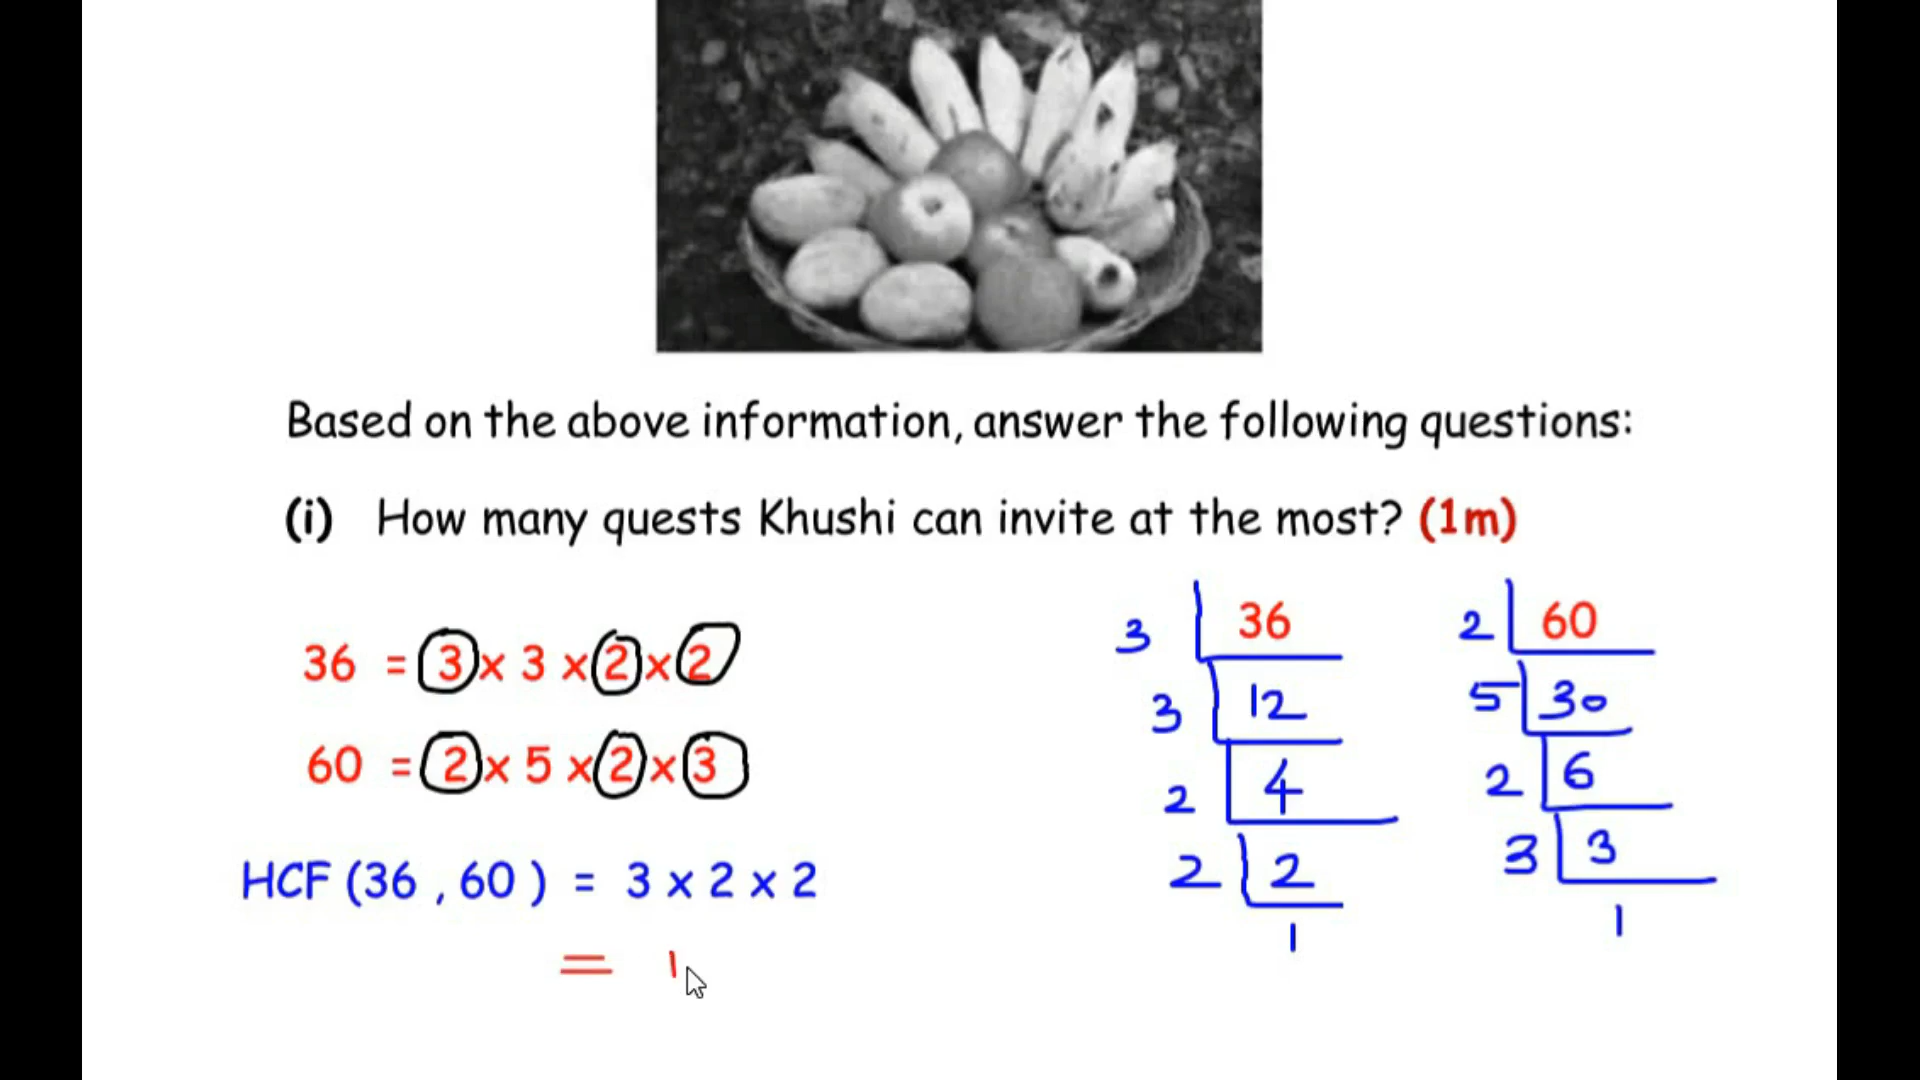 Based on the above information, answer the following questions:
(i) How many quests Khushi can invite at the most? (1m)
36 = 3 x 3 x 2 x 2
60 = 2 x 5 x 2 x 3
HCF (36 , 60 ) = 3 x 2 x 2
= 1
3 36
3 12
2 4
2 2
1
2 60
5 30
2 6
3 3
1